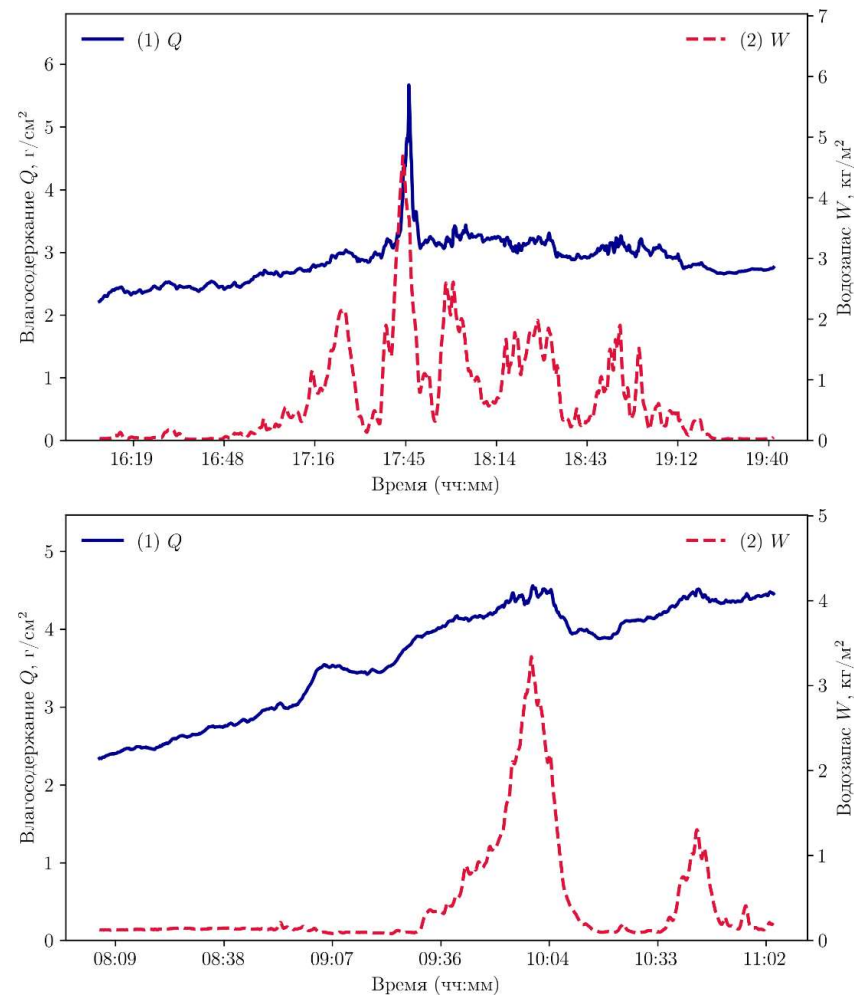 (1) Q
(2) W
Влагосодержание Q, г/см²
0
1
2
3
4
5
6
Водозапас W, кг/м²
0
1
2
3
4
5
6
7
16:19 16:48 17:16 17:45 18:14 18:43 19:12 19:40
Время (чч:мм)
(1) Q
(2) W
Влагосодержание Q, г/см²
0
1
2
3
4
5
Водозапас W, кг/м²
0
1
2
3
4
5
08:09 08:38 09:07 09:36 10:04 10:33 11:02
Время (чч:мм)